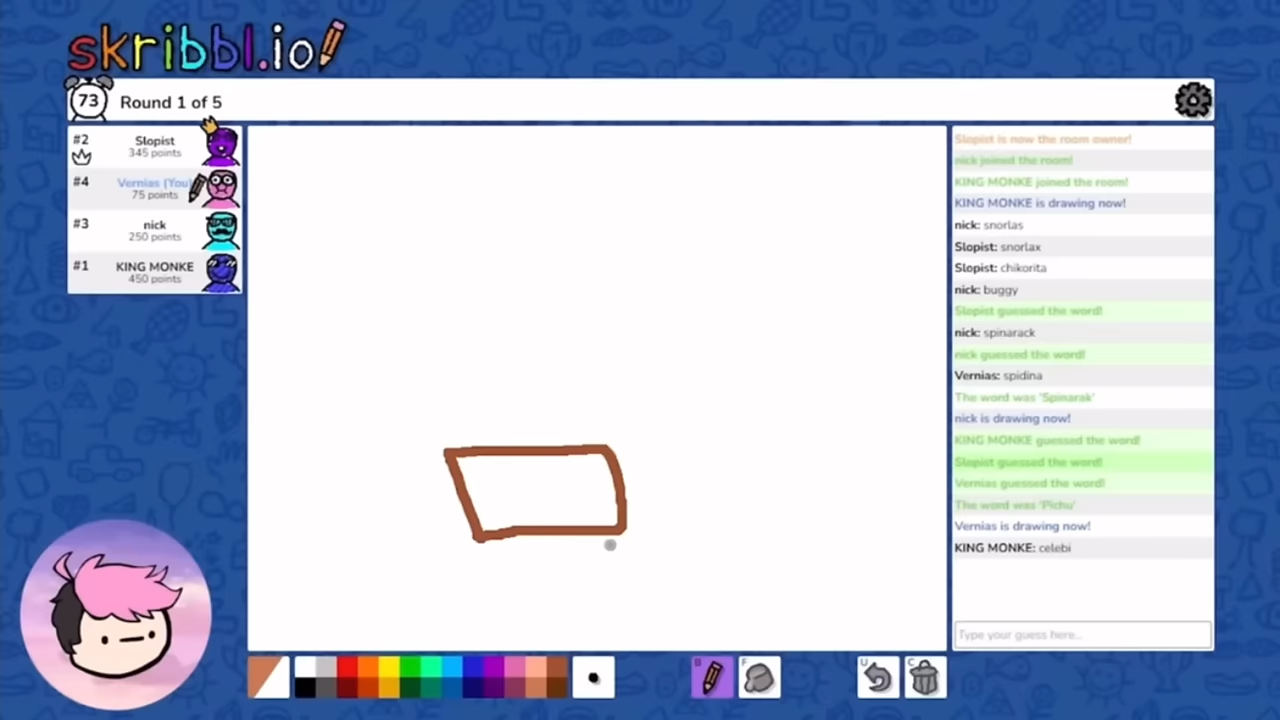 skribbl.io
73 Round 1 of 5
#2 Slopist
345 points
#4 Vernias (You)
75 points
#3 nick
250 points
#1 KING MONKE
450 points
Slopist is now the room owner!
nick joined the room!
KING MONKE joined the room!
KING MONKE is drawing now!
nick: snorlas
Slopist: snorlax
Slopist: chikorita
nick: buggy
Slopist guessed the word!
nick: spinarack
nick guessed the word!
Vernias: spidina
The word was 'Spinarak'
nick is drawing now!
KING MONKE guessed the word!
Slopist guessed the word!
Vernias guessed the word!
The word was 'Pichu'
Vernias is drawing now!
KING MONKE: celebi
Type your guess here...
B F U C